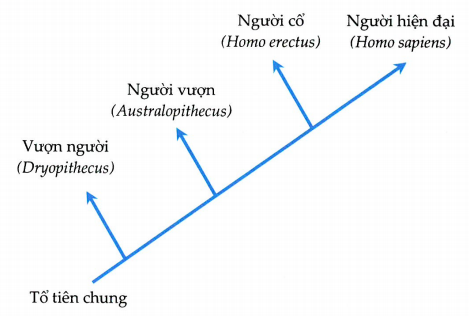 Người cổ
(Homo erectus)
Người hiện đại
(Homo sapiens)
Người vượn
(Australopithecus)
Vượn người
(Dryopithecus)
Tổ tiên chung